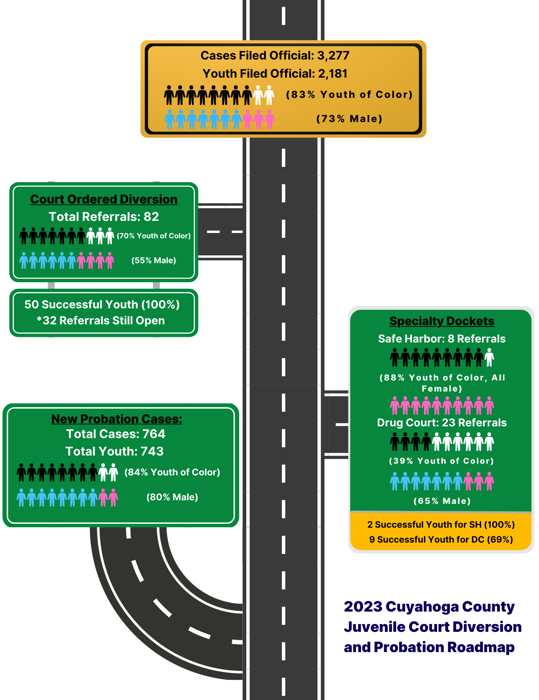 Cases Filed Official: 3,277
Youth Filed Official: 2,181
(83% Youth of Color)
(73% Male)
Court Ordered Diversion
Total Referrals: 82
(70% Youth of Color)
(55% Male)
50 Successful Youth (100%)
*32 Referrals Still Open
Specialty Dockets
Safe Harbor: 8 Referrals
(88% Youth of Color, All
Female)
Drug Court: 23 Referrals
(39% Youth of Color)
(65% Male)
2 Successful Youth for SH (100%)
9 Successful Youth for DC (69%)
New Probation Cases:
Total Cases: 764
Total Youth: 743
(84% Youth of Color)
(80% Male)
2023 Cuyahoga County
Juvenile Court Diversion
and Probation Roadmap